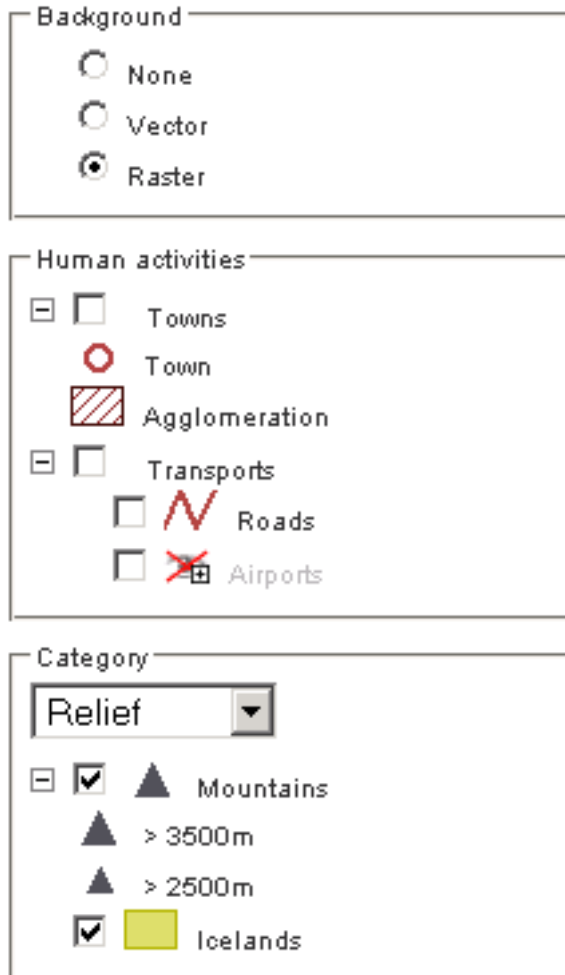 Background
None
Vector
Raster
Human activities
Towns
Town
Agglomeration
Transports
Roads
Airports
Category
Relief
Mountains
> 3500m
> 2500m
Icelands